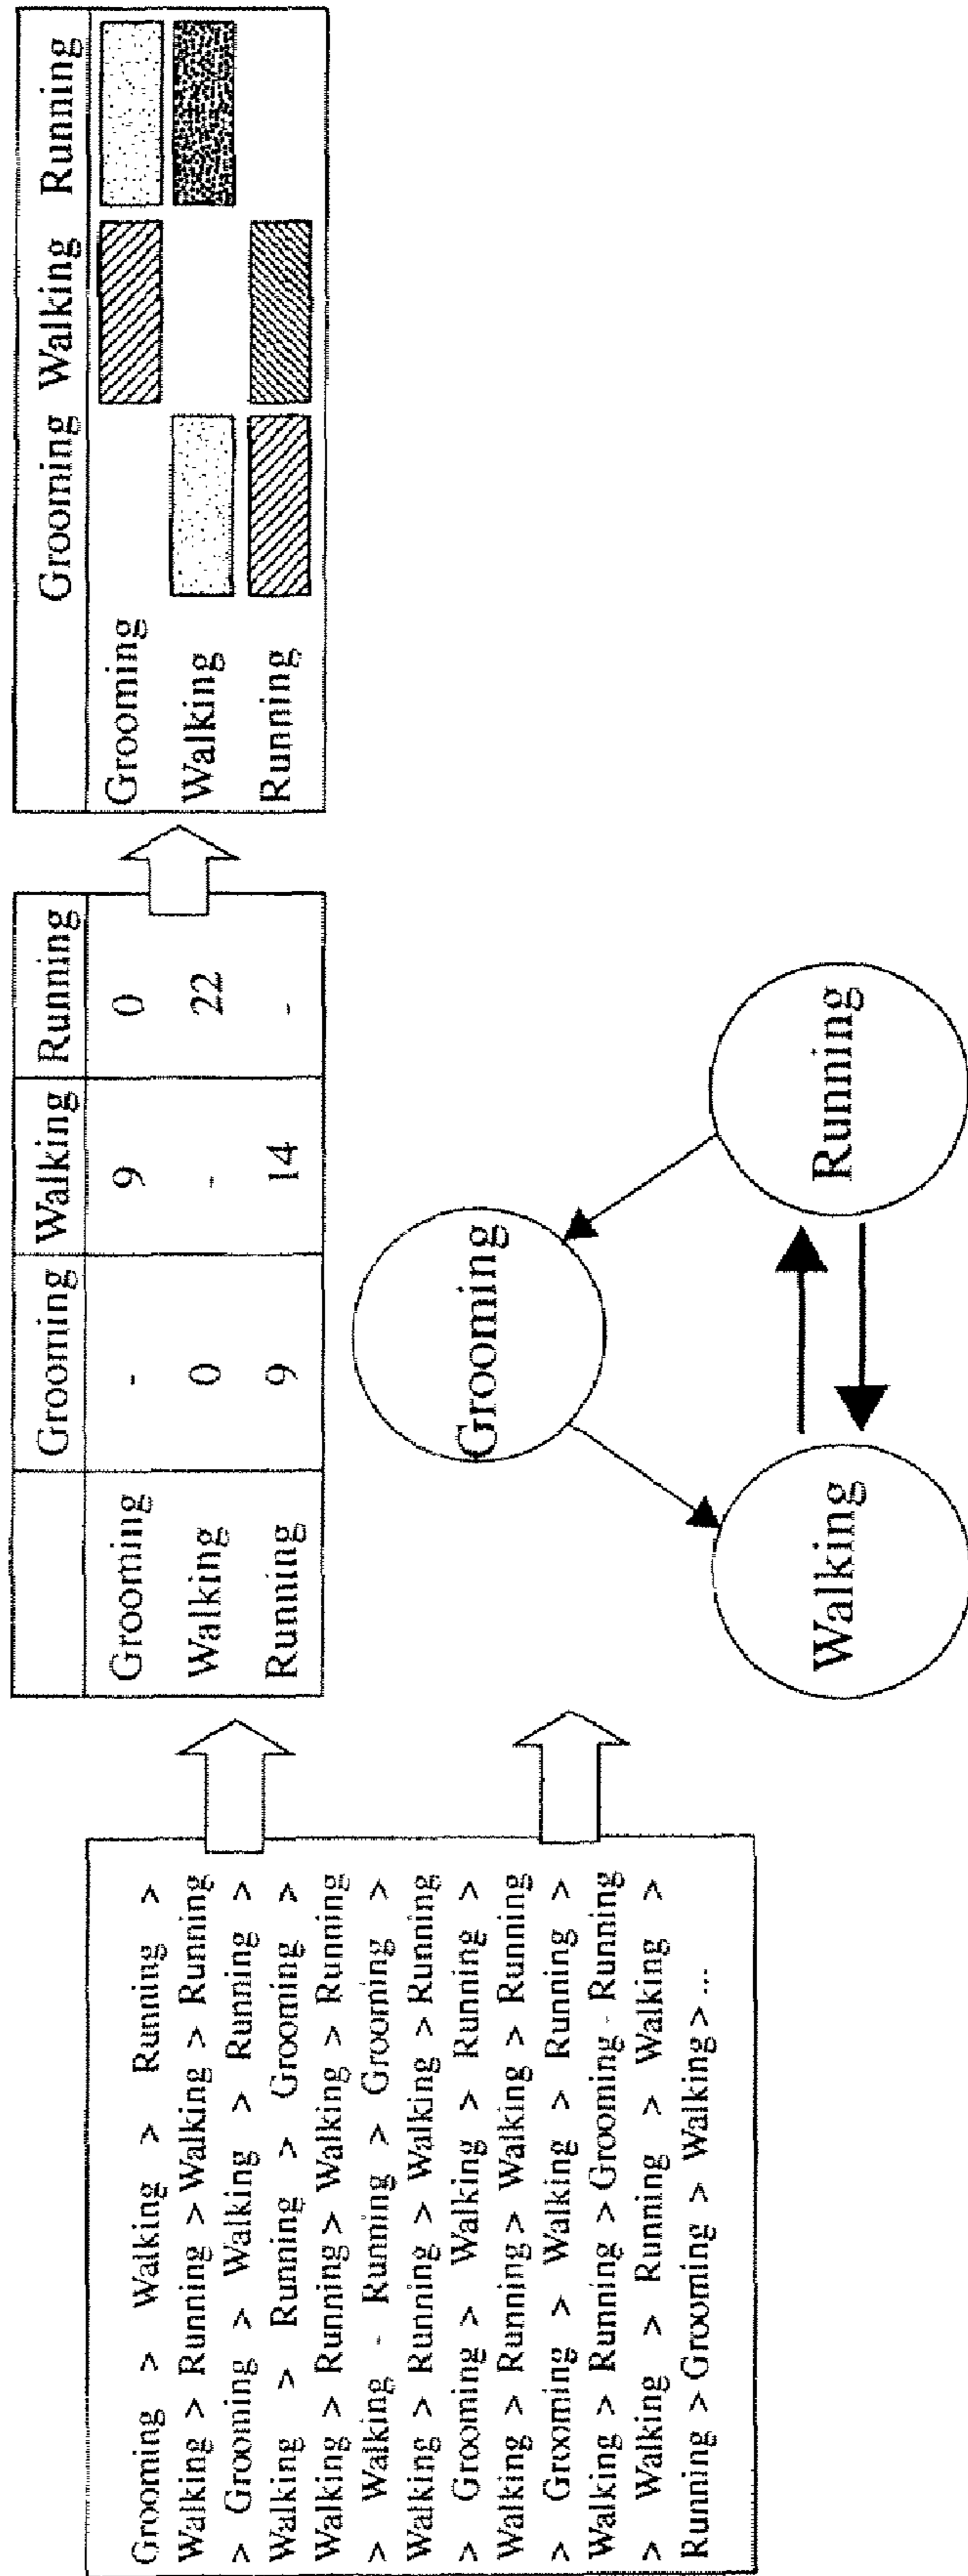 Grooming > Walking > Running >
Walking > Running > Walking > Running
> Grooming > Walking > Running >
Walking > Running > Grooming >
Walking > Running > Walking > Running
> Walking - Running > Grooming >
Walking > Running > Walking > Running
> Grooming > Walking > Running >
Walking > Running > Walking > Running
> Grooming > Walking > Running >
Walking > Running > Grooming - Running
> Walking > Running > Walking >
Running > Grooming > Walking > ...
Grooming Walking Running
Grooming - 9 0
Walking 0 - 22
Running 9 14 -
Grooming Walking Running
Grooming
Walking
Running
Grooming
Walking
Running